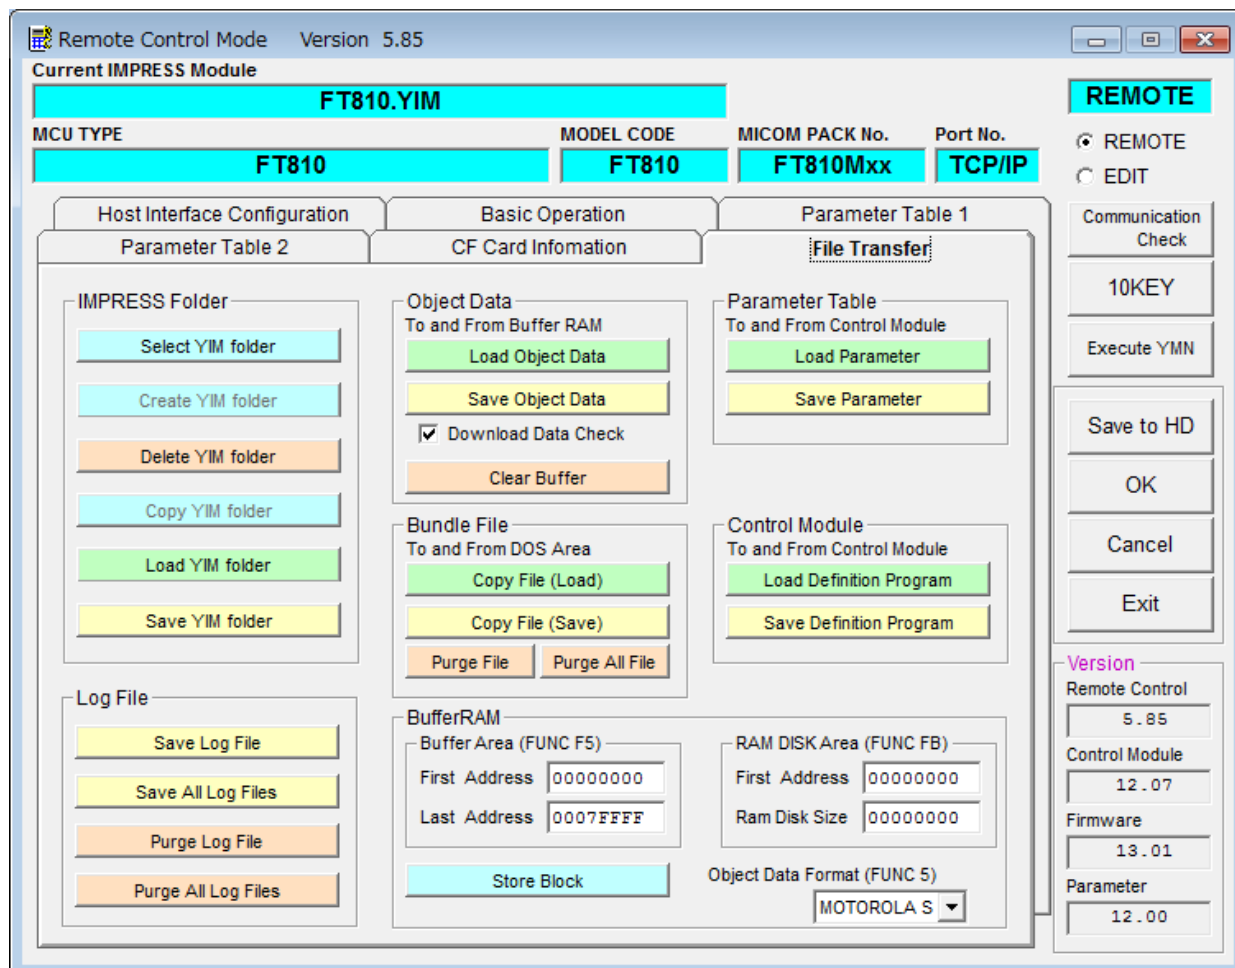 Remote Control Mode Version 5.85
Current IMPRESS Module
FT810.YIM
REMOTE
MCU TYPE MODEL CODE MICOM PACK No. Port No.
FT810 FT810 FT810Mxx TCP/IP
REMOTE
EDIT
Host Interface Configuration Basic Operation Parameter Table 1
Parameter Table 2 CF Card Infomation File Transfer
Communication
Check
10KEY
Execute YMN
Save to HD
OK
Cancel
Exit
IMPRESS Folder
Select YIM folder
Create YIM folder
Delete YIM folder
Copy YIM folder
Load YIM folder
Save YIM folder
Log File
Save Log File
Save All Log Files
Purge Log File
Purge All Log Files
Object Data
To and From Buffer RAM
Load Object Data
Save Object Data
Download Data Check
Clear Buffer
Bundle File
To and From DOS Area
Copy File (Load)
Copy File (Save)
Purge File Purge All File
Parameter Table
To and From Control Module
Load Parameter
Save Parameter
Control Module
To and From Control Module
Load Definition Program
Save Definition Program
BufferRAM
Buffer Area (FUNC F5)
First Address 00000000
Last Address 0007FFFF
Store Block
RAM DISK Area (FUNC FB)
First Address 00000000
Ram Disk Size 00000000
Object Data Format (FUNC 5)
MOTOROLA S
Version
Remote Control
5.85
Control Module
12.07
Firmware
13.01
Parameter
12.00